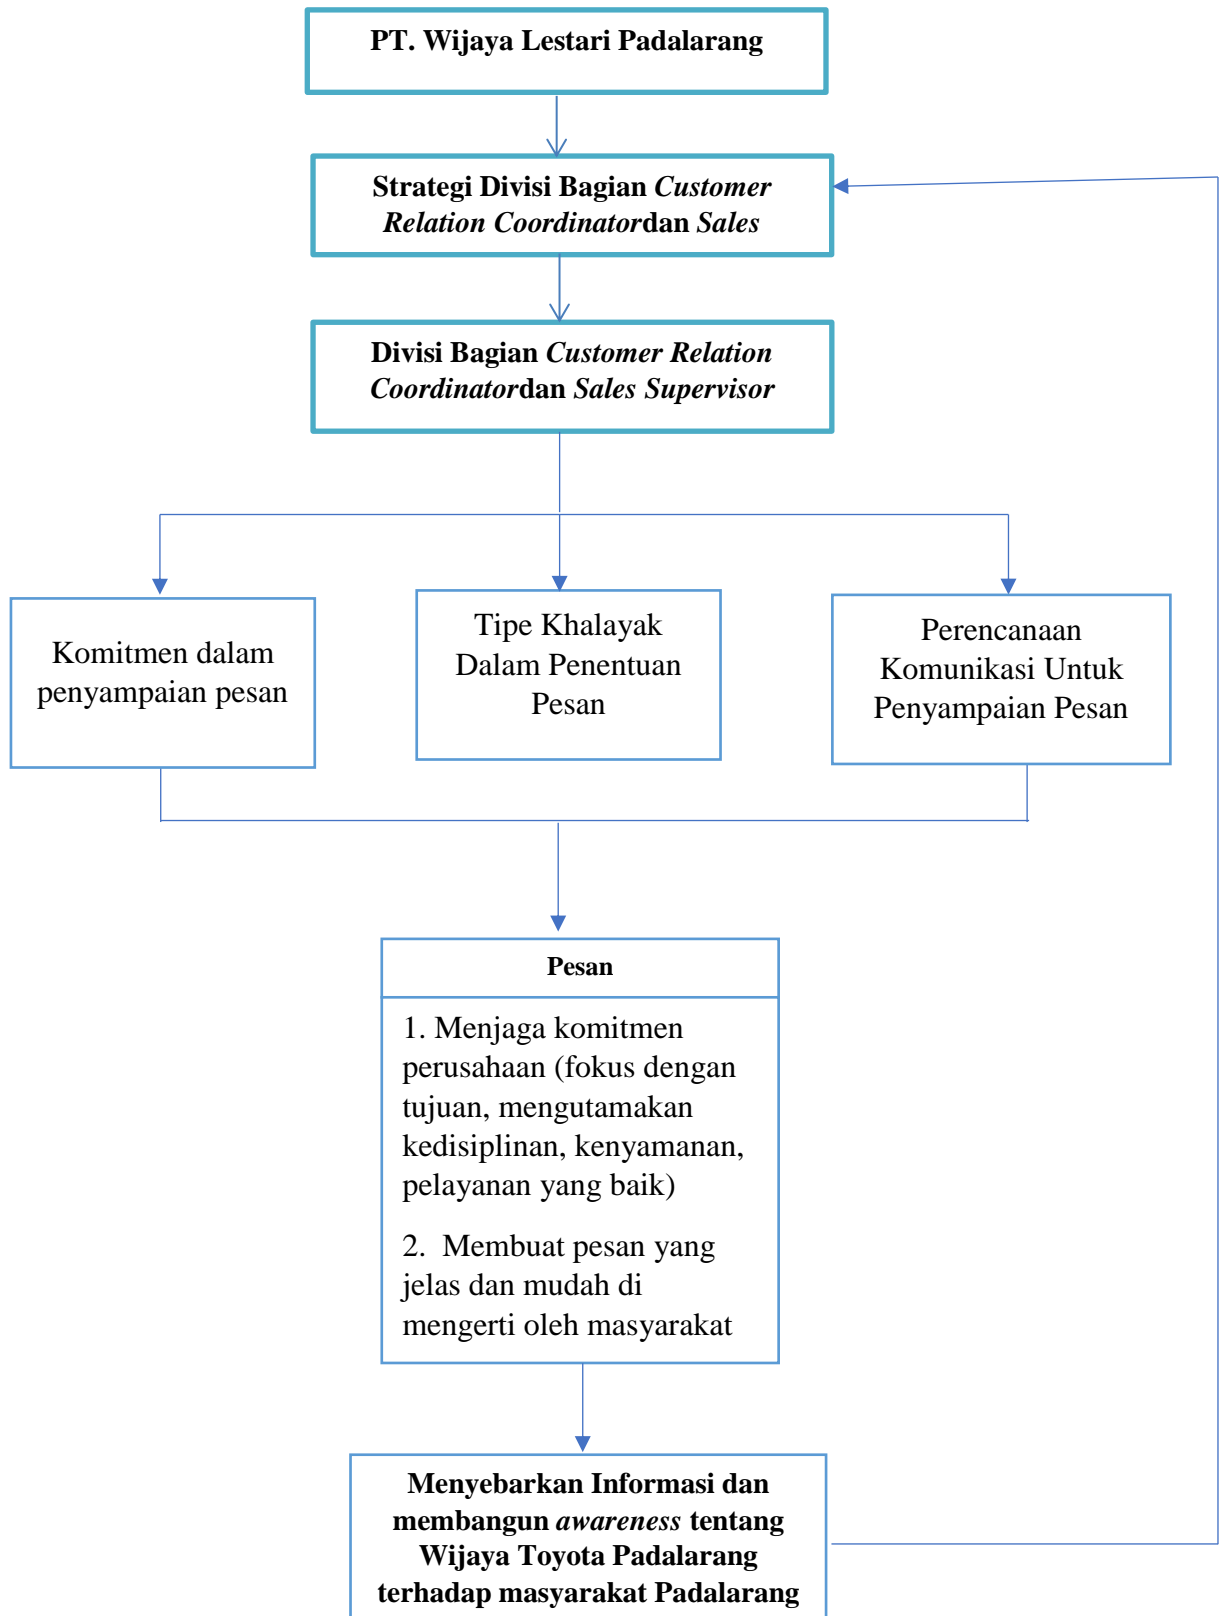 PT. Wijaya Lestari Padalarang
Strategi Divisi Bagian Customer
Relation Coordinatordan Sales
Divisi Bagian Customer Relation
Coordinatordan Sales Supervisor
Komitmen dalam
penyampaian pesan
Tipe Khalayak
Dalam Penentuan
Pesan
Perencanaan
Komunikasi Untuk
Penyampaian Pesan
Pesan
1. Menjaga komitmen
perusahaan (fokus dengan
tujuan, mengutamakan
kedisiplinan, kenyamanan,
pelayanan yang baik)
2. Membuat pesan yang
jelas dan mudah di
mengerti oleh masyarakat
Menyebarkan Informasi dan
membangun awareness tentang
Wijaya Toyota Padalarang
terhadap masyarakat Padalarang